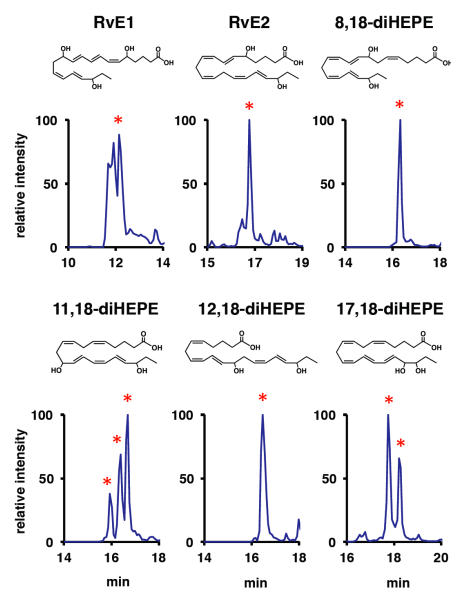 RvE1 RvE2 8,18-diHEPE
OH OH O OH OH
OH O OH OH
OH O OH OH
* * *
relative intensity
100 100 100
50 50 50
0 0 0
10 12 14 15 17 19 14 16 18
11,18-diHEPE 12,18-diHEPE 17,18-diHEPE
O OH OH OH
O OH OH OH
O OH OH OH
* * * * * *
relative intensity
100 100 100
50 50 50
0 0 0
14 16 18 14 16 18 16 18 20
min min min